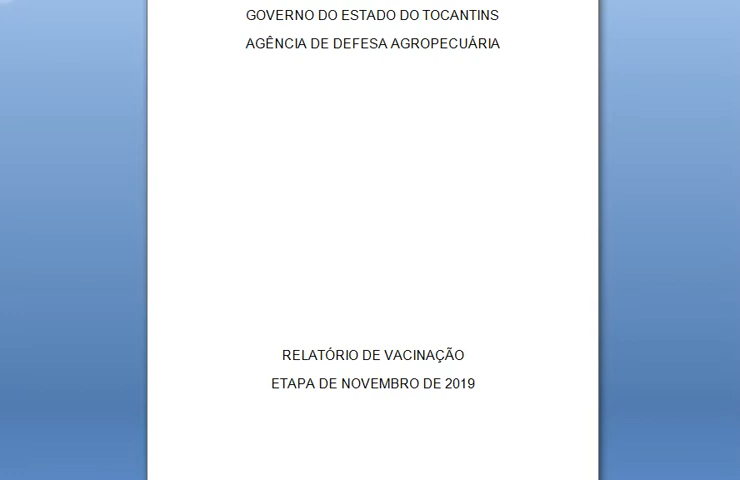 GOVERNO DO ESTADO DO TOCANTINS
AGÊNCIA DE DEFESA AGROPECUÁRIA
RELATÓRIO DE VACINAÇÃO
ETAPA DE NOVEMBRO DE 2019